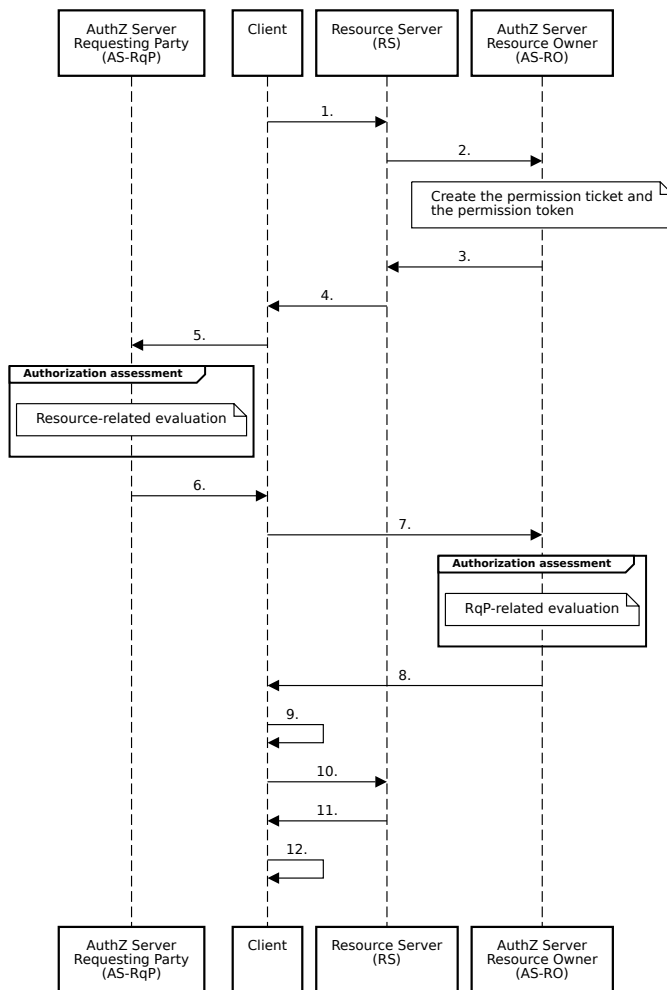 AuthZ Server
Requesting Party
(AS-RqP)
Client
Resource Server
(RS)
AuthZ Server
Resource Owner
(AS-RO)
1.
2.
Create the permission ticket and
the permission token
3.
4.
5.
Authorization assessment
Resource-related evaluation
6.
7.
Authorization assessment
RqP-related evaluation
8.
9.
10.
11.
12.
AuthZ Server
Requesting Party
(AS-RqP)
Client
Resource Server
(RS)
AuthZ Server
Resource Owner
(AS-RO)